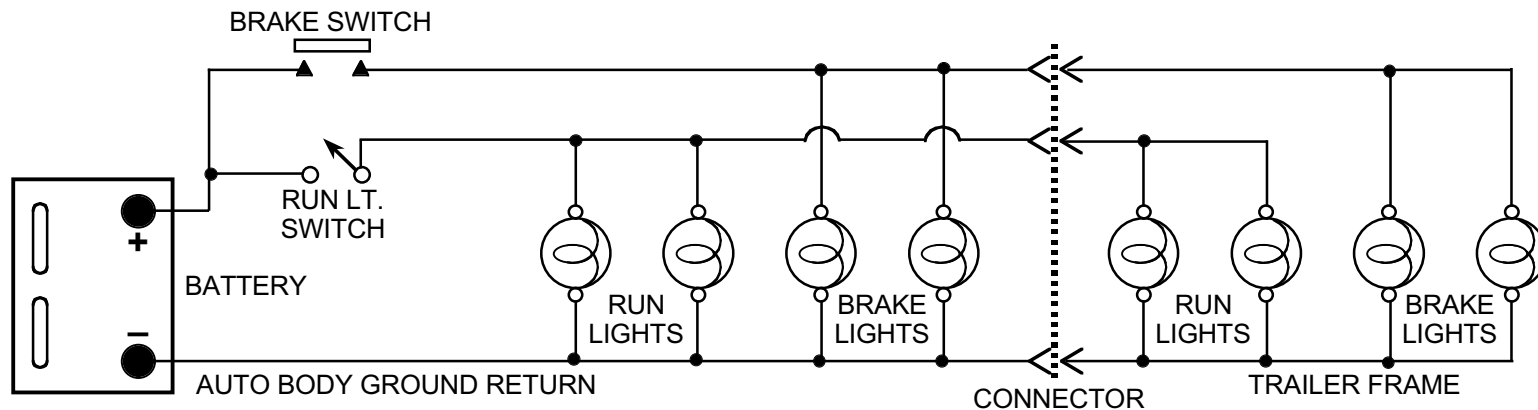 BRAKE SWITCH
RUN LT.
SWITCH
+
BATTERY
−
RUN
LIGHTS
BRAKE
LIGHTS
RUN
LIGHTS
BRAKE
LIGHTS
AUTO BODY GROUND RETURN
CONNECTOR
TRAILER FRAME